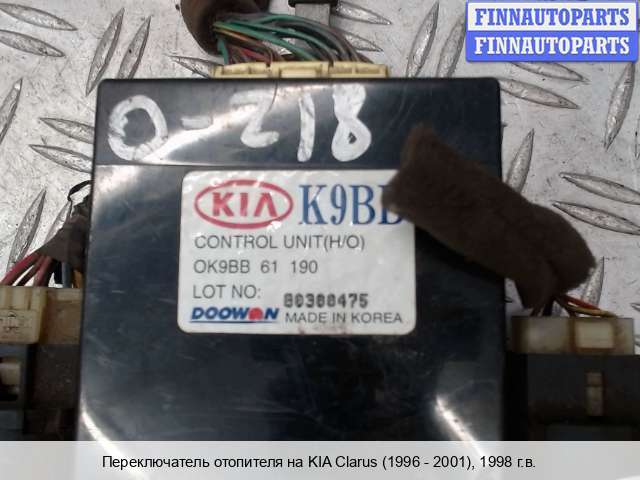 FINNAUTOPARTS
FINNAUTOPARTS
O-218
KIA K9BB
CONTROL UNIT(H/O)
OK9BB 61 190
LOT NO: 80300475
DOOWON MADE IN KOREA
Переключатель отопителя на KIA Clarus (1996 - 2001), 1998 г.в.